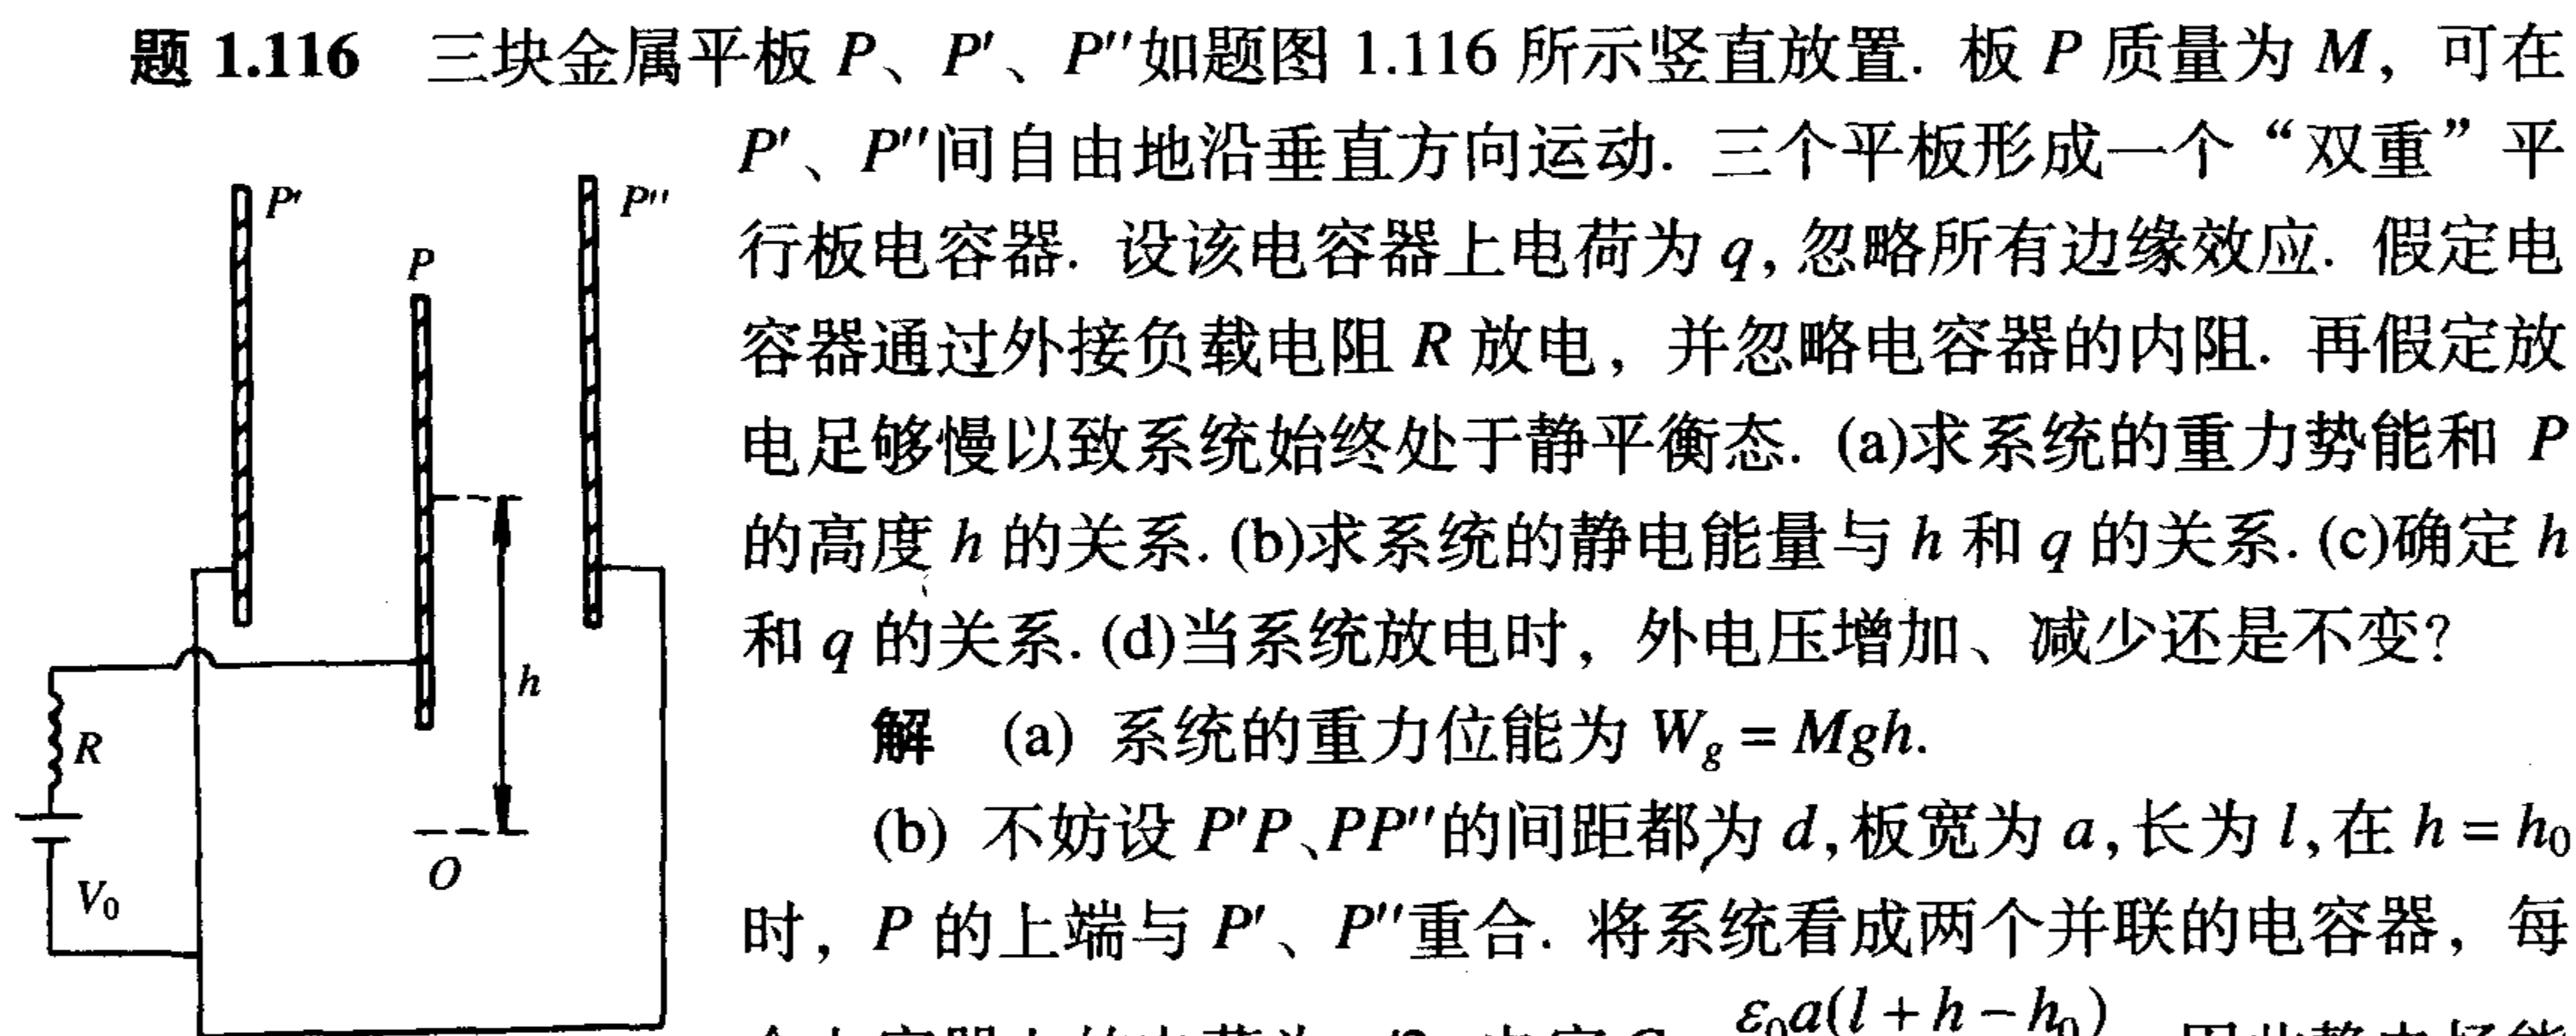 题 1.116 三块金属平板 P、P′、P″如题图 1.116 所示竖直放置. 板 P 质量为 M, 可在
P′、P″间自由地沿垂直方向运动. 三个平板形成一个“双重”平
行板电容器. 设该电容器上电荷为 q, 忽略所有边缘效应. 假定电
容器通过外接负载电阻 R 放电, 并忽略电容器的内阻. 再假定放
电足够慢以致系统始终处于静平衡态. (a)求系统的重力势能和 P
的高度 h 的关系. (b)求系统的静电能量与 h 和 q 的关系. (c)确定 h
和 q 的关系. (d)当系统放电时, 外电压增加、减少还是不变?
解 (a) 系统的重力位能为 W_g = Mgh.
(b) 不妨设 P′P、PP″的间距都为 d, 板宽为 a, 长为 l, 在 h = h₀
时, P 的上端与 P′、P″重合. 将系统看成两个并联的电容器, 每
ε₀a(l + h − h₀)
P′
P″
P
h
R
V₀
O